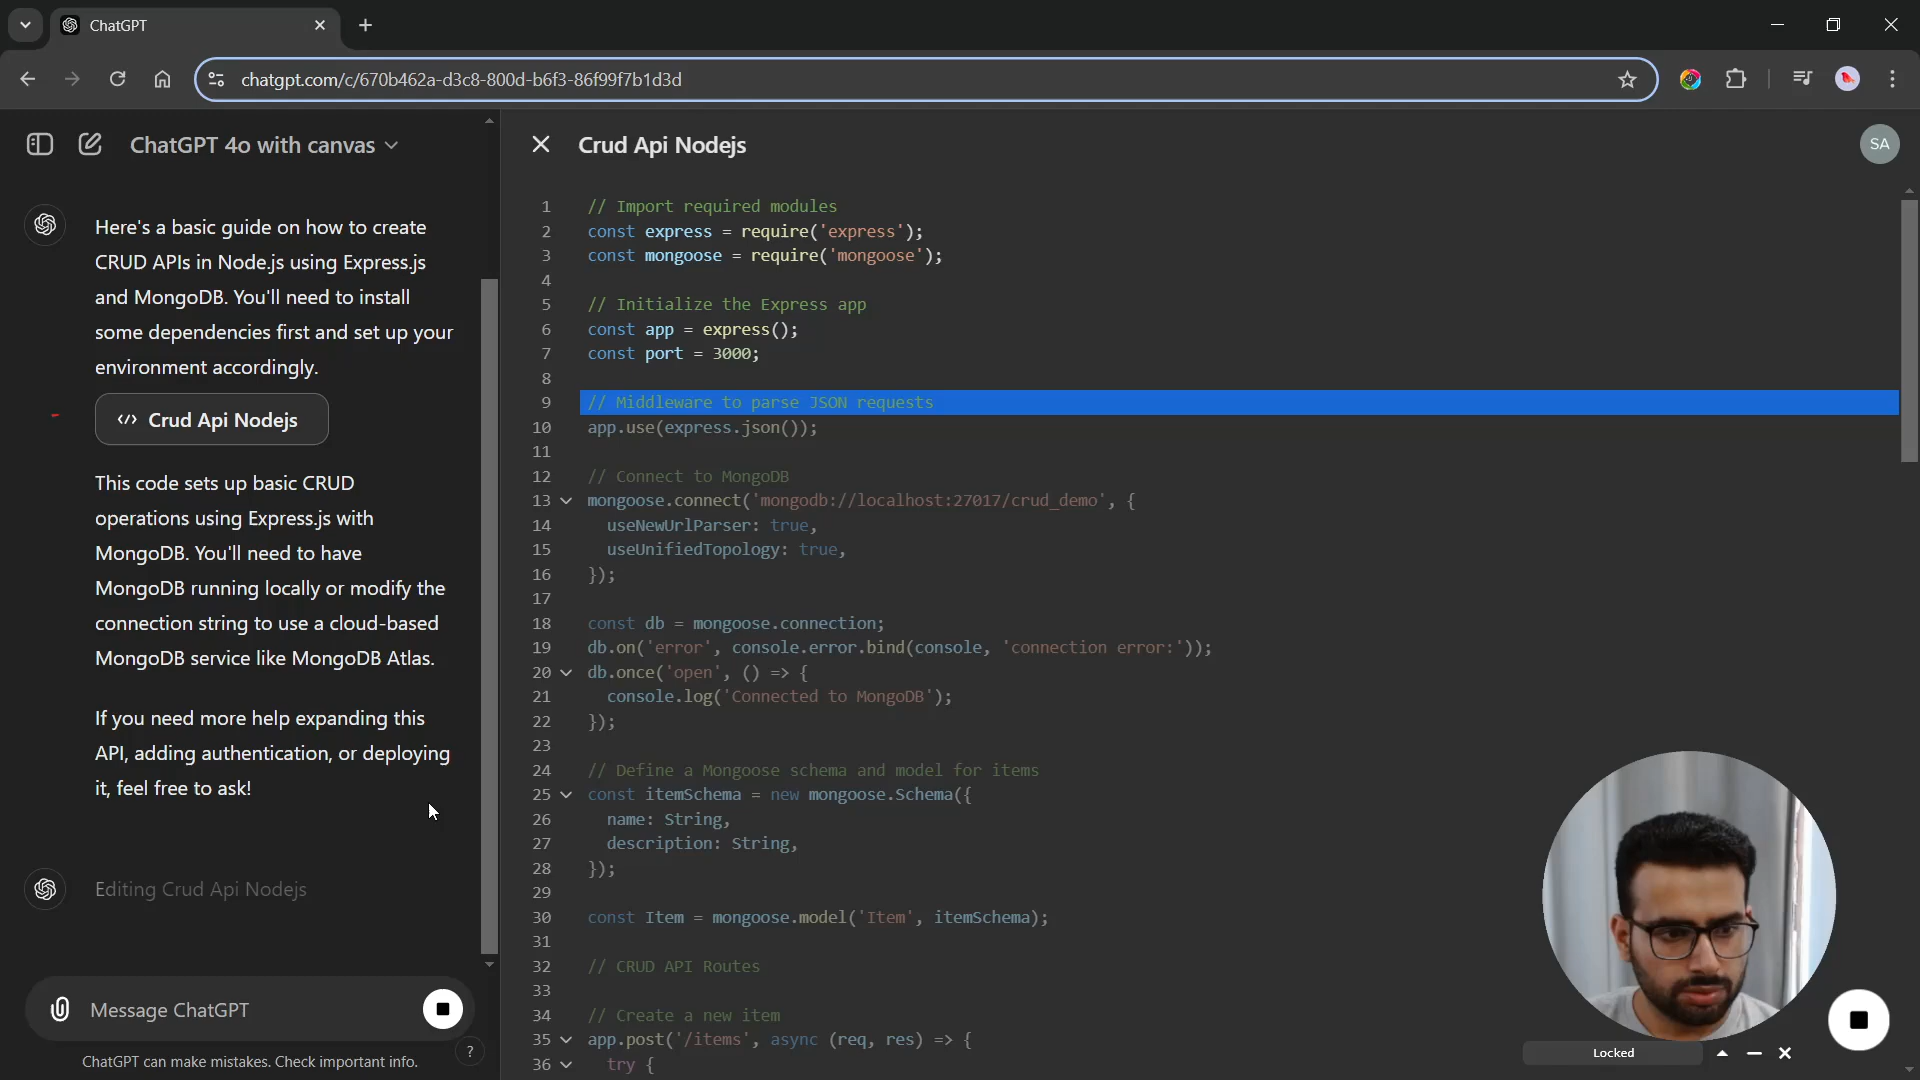 ChatGPT
chatgpt.com/c/670b462a-d3c8-800d-b6f3-86f99f7b1d3d
ChatGPT 4o with canvas
Here's a basic guide on how to create
CRUD APIs in Node.js using Express.js
and MongoDB. You'll need to install
some dependencies first and set up your
environment accordingly.
Crud Api Nodejs
This code sets up basic CRUD
operations using Express.js with
MongoDB. You'll need to have
MongoDB running locally or modify the
connection string to use a cloud-based
MongoDB service like MongoDB Atlas.
If you need more help expanding this
API, adding authentication, or deploying
it, feel free to ask!
Editing Crud Api Nodejs
Message ChatGPT
ChatGPT can make mistakes. Check important info.
?
Crud Api Nodejs
SA
1 // Import required modules
2 const express = require('express');
3 const mongoose = require('mongoose');
4
5 // Initialize the Express app
6 const app = express();
7 const port = 3000;
8
9 // Middleware to parse JSON requests
10 app.use(express.json());
11
12 // Connect to MongoDB
13 mongoose.connect('mongodb://localhost:27017/crud_demo', {
14 useNewUrlParser: true,
15 useUnifiedTopology: true,
16 });
17
18 const db = mongoose.connection;
19 db.on('error', console.error.bind(console, 'connection error:'));
20 db.once('open', () => {
21 console.log('Connected to MongoDB');
22 });
23
24 // Define a Mongoose schema and model for items
25 const itemSchema = new mongoose.Schema({
26 name: String,
27 description: String,
28 });
29
30 const Item = mongoose.model('Item', itemSchema);
31
32 // CRUD API Routes
33
34 // Create a new item
35 app.post('/items', async (req, res) => {
36 try {
Locked